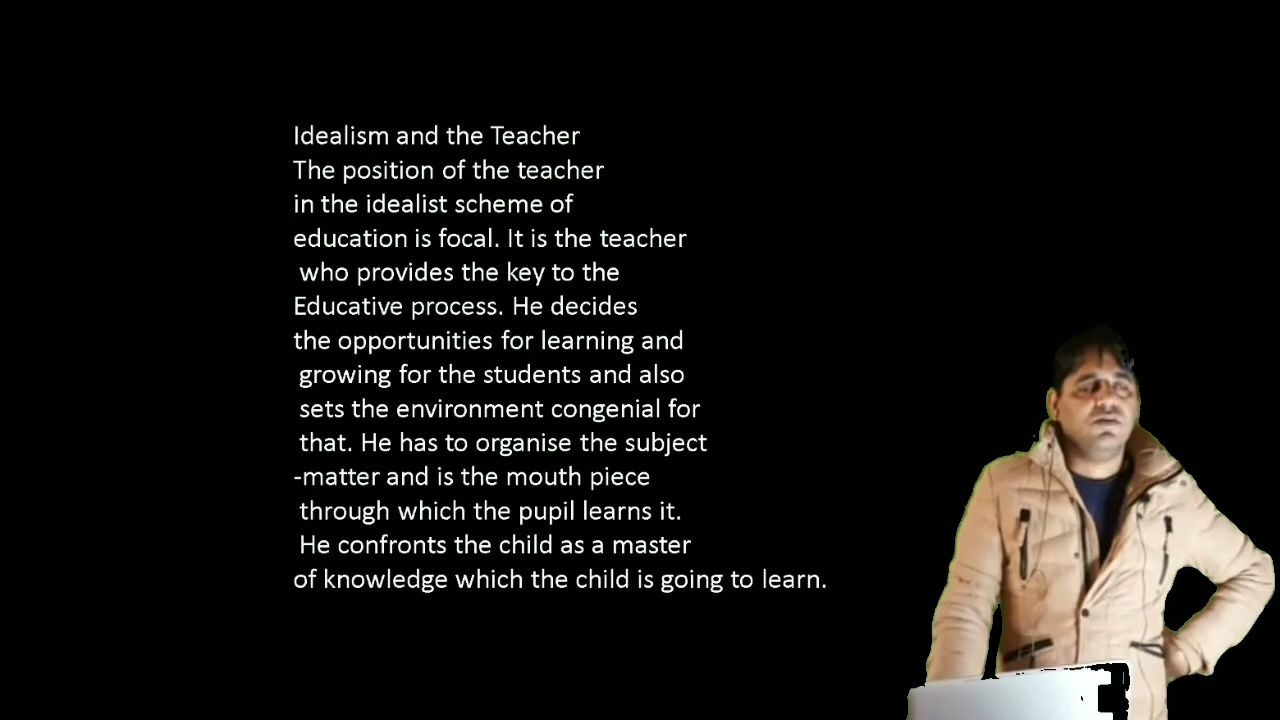 Idealism and the Teacher
The position of the teacher
in the idealist scheme of
education is focal. It is the teacher
who provides the key to the
Educative process. He decides
the opportunities for learning and
growing for the students and also
sets the environment congenial for
that. He has to organise the subject
-matter and is the mouth piece
through which the pupil learns it.
He confronts the child as a master
of knowledge which the child is going to learn.